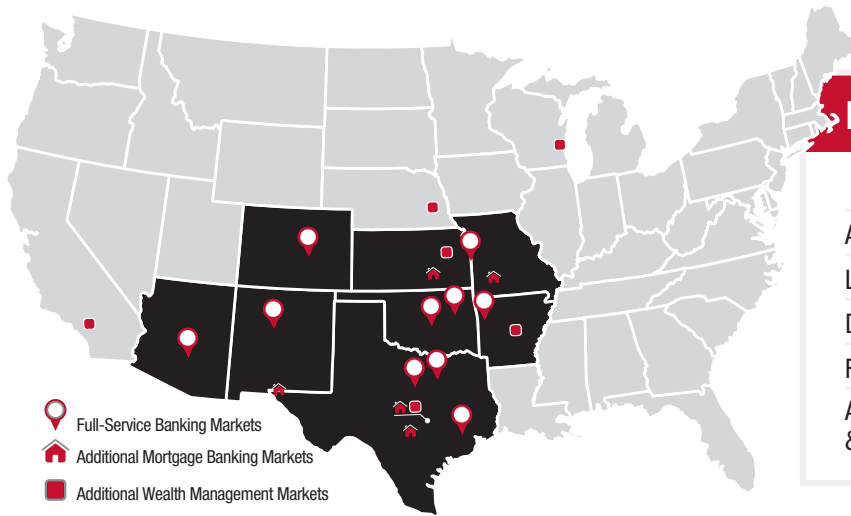 Full-Service Banking Markets
Additional Mortgage Banking Markets
Additional Wealth Management Markets
A
L
D
F
A
&